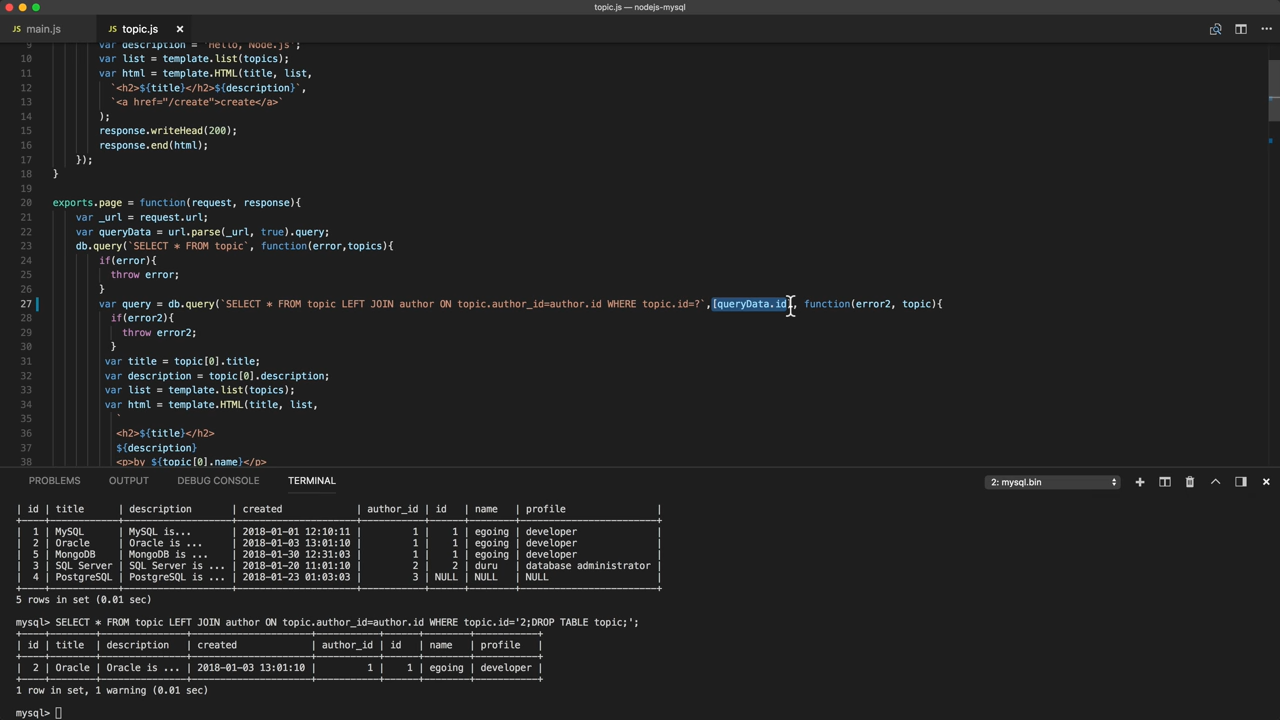 topic.js — nodejs-mysql
JS main.js
JS topic.js ×
9 var description = 'Hello, Node.js';
10 var list = template.list(topics);
11 var html = template.HTML(title, list,
12 `<h2>${title}</h2>${description}`,
13 `<a href="/create">create</a>`
14 );
15 response.writeHead(200);
16 response.end(html);
17 });
18 }
19
20 exports.page = function(request, response){
21 var _url = request.url;
22 var queryData = url.parse(_url, true).query;
23 db.query(`SELECT * FROM topic`, function(error,topics){
24 if(error){
25 throw error;
26 }
27 var query = db.query(`SELECT * FROM topic LEFT JOIN author ON topic.author_id=author.id WHERE topic.id=?`,[queryData.id], function(error2, topic){
28 if(error2){
29 throw error2;
30 }
31 var title = topic[0].title;
32 var description = topic[0].description;
33 var list = template.list(topics);
34 var html = template.HTML(title, list,
35 `
36 <h2>${title}</h2>
37 ${description}
38 <p>by ${topic[0].name}</p>
PROBLEMS OUTPUT DEBUG CONSOLE TERMINAL 2: mysql.bin
| id | title | description | created | author_id | id | name | profile |
| 1 | MySQL | MySQL is... | 2018-01-01 12:10:11 | 1 | 1 | egoing | developer |
| 2 | Oracle | Oracle is ... | 2018-01-03 13:01:10 | 1 | 1 | egoing | developer |
| 5 | MongoDB | MongoDB is ... | 2018-01-30 12:31:03 | 1 | 1 | egoing | developer |
| 3 | SQL Server | SQL Server is ... | 2018-01-20 11:01:10 | 2 | 2 | duru | database administrator |
| 4 | PostgreSQL | PostgreSQL is ... | 2018-01-23 01:03:03 | 3 | NULL | NULL | NULL |
5 rows in set (0.01 sec)
mysql> SELECT * FROM topic LEFT JOIN author ON topic.author_id=author.id WHERE topic.id='2;DROP TABLE topic;';
| id | title | description | created | author_id | id | name | profile |
| 2 | Oracle | Oracle is ... | 2018-01-03 13:01:10 | 1 | 1 | egoing | developer |
1 row in set, 1 warning (0.01 sec)
mysql>